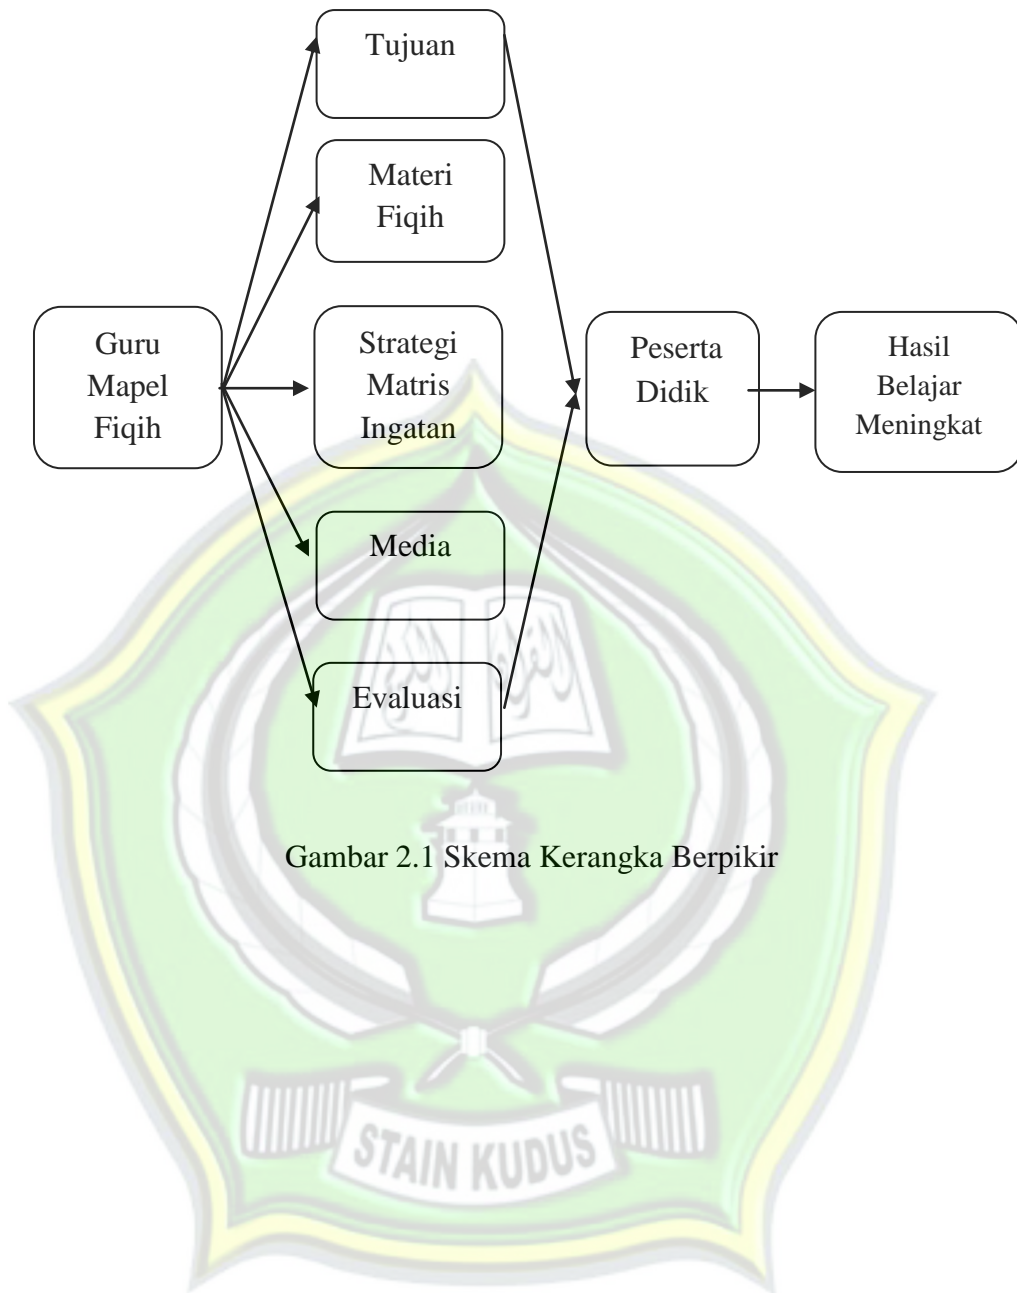 Tujuan
Materi
Fiqih
Guru
Mapel
Fiqih
Strategi
Matris
Ingatan
Peserta
Didik
Hasil
Belajar
Meningkat
Media
Evaluasi
Gambar 2.1 Skema Kerangka Berpikir
STAIN KUDUS